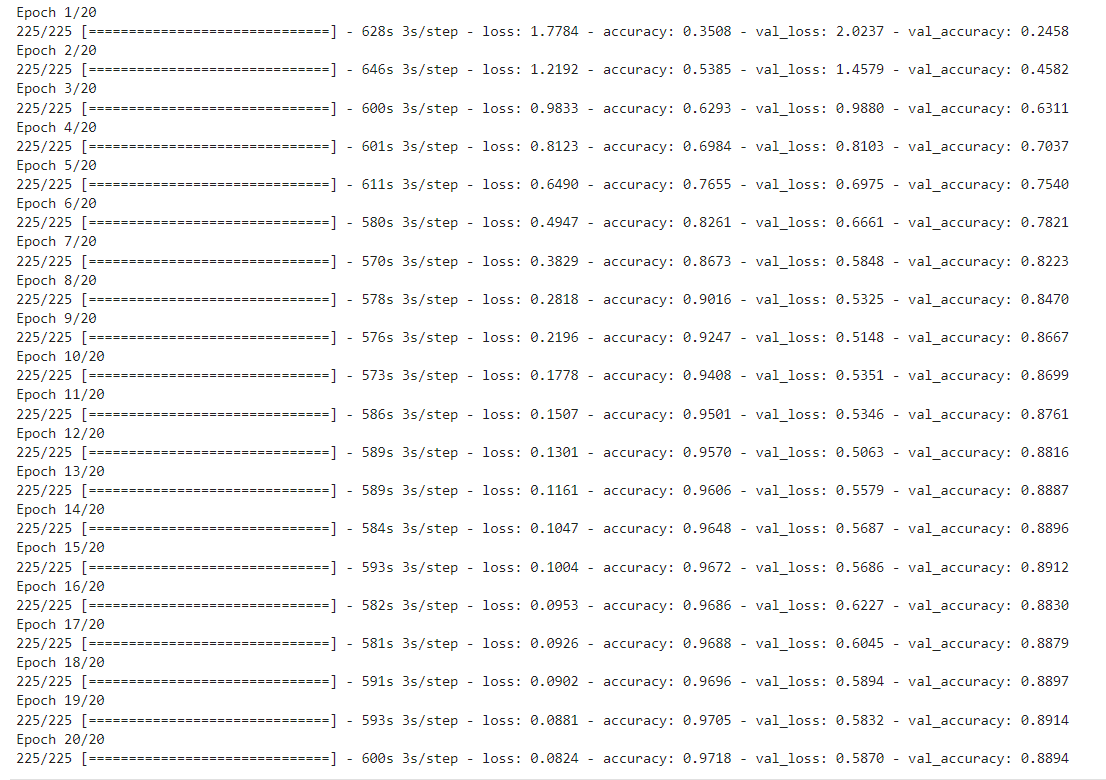 Epoch 1/20
225/225 [==============================] - 628s 3s/step - loss: 1.7784 - accuracy: 0.3508 - val_loss: 2.0237 - val_accuracy: 0.2458
Epoch 2/20
225/225 [==============================] - 646s 3s/step - loss: 1.2192 - accuracy: 0.5385 - val_loss: 1.4579 - val_accuracy: 0.4582
Epoch 3/20
225/225 [==============================] - 600s 3s/step - loss: 0.9833 - accuracy: 0.6293 - val_loss: 0.9880 - val_accuracy: 0.6311
Epoch 4/20
225/225 [==============================] - 601s 3s/step - loss: 0.8123 - accuracy: 0.6984 - val_loss: 0.8103 - val_accuracy: 0.7037
Epoch 5/20
225/225 [==============================] - 611s 3s/step - loss: 0.6490 - accuracy: 0.7655 - val_loss: 0.6975 - val_accuracy: 0.7540
Epoch 6/20
225/225 [==============================] - 580s 3s/step - loss: 0.4947 - accuracy: 0.8261 - val_loss: 0.6661 - val_accuracy: 0.7821
Epoch 7/20
225/225 [==============================] - 570s 3s/step - loss: 0.3829 - accuracy: 0.8673 - val_loss: 0.5848 - val_accuracy: 0.8223
Epoch 8/20
225/225 [==============================] - 578s 3s/step - loss: 0.2818 - accuracy: 0.9016 - val_loss: 0.5325 - val_accuracy: 0.8470
Epoch 9/20
225/225 [==============================] - 576s 3s/step - loss: 0.2196 - accuracy: 0.9247 - val_loss: 0.5148 - val_accuracy: 0.8667
Epoch 10/20
225/225 [==============================] - 573s 3s/step - loss: 0.1778 - accuracy: 0.9408 - val_loss: 0.5351 - val_accuracy: 0.8699
Epoch 11/20
225/225 [==============================] - 586s 3s/step - loss: 0.1507 - accuracy: 0.9501 - val_loss: 0.5346 - val_accuracy: 0.8761
Epoch 12/20
225/225 [==============================] - 589s 3s/step - loss: 0.1301 - accuracy: 0.9570 - val_loss: 0.5063 - val_accuracy: 0.8816
Epoch 13/20
225/225 [==============================] - 589s 3s/step - loss: 0.1161 - accuracy: 0.9606 - val_loss: 0.5579 - val_accuracy: 0.8887
Epoch 14/20
225/225 [==============================] - 584s 3s/step - loss: 0.1047 - accuracy: 0.9648 - val_loss: 0.5687 - val_accuracy: 0.8896
Epoch 15/20
225/225 [==============================] - 593s 3s/step - loss: 0.1004 - accuracy: 0.9672 - val_loss: 0.5686 - val_accuracy: 0.8912
Epoch 16/20
225/225 [==============================] - 582s 3s/step - loss: 0.0953 - accuracy: 0.9686 - val_loss: 0.6227 - val_accuracy: 0.8830
Epoch 17/20
225/225 [==============================] - 581s 3s/step - loss: 0.0926 - accuracy: 0.9688 - val_loss: 0.6045 - val_accuracy: 0.8879
Epoch 18/20
225/225 [==============================] - 591s 3s/step - loss: 0.0902 - accuracy: 0.9696 - val_loss: 0.5894 - val_accuracy: 0.8897
Epoch 19/20
225/225 [==============================] - 593s 3s/step - loss: 0.0881 - accuracy: 0.9705 - val_loss: 0.5832 - val_accuracy: 0.8914
Epoch 20/20
225/225 [==============================] - 600s 3s/step - loss: 0.0824 - accuracy: 0.9718 - val_loss: 0.5870 - val_accuracy: 0.8894